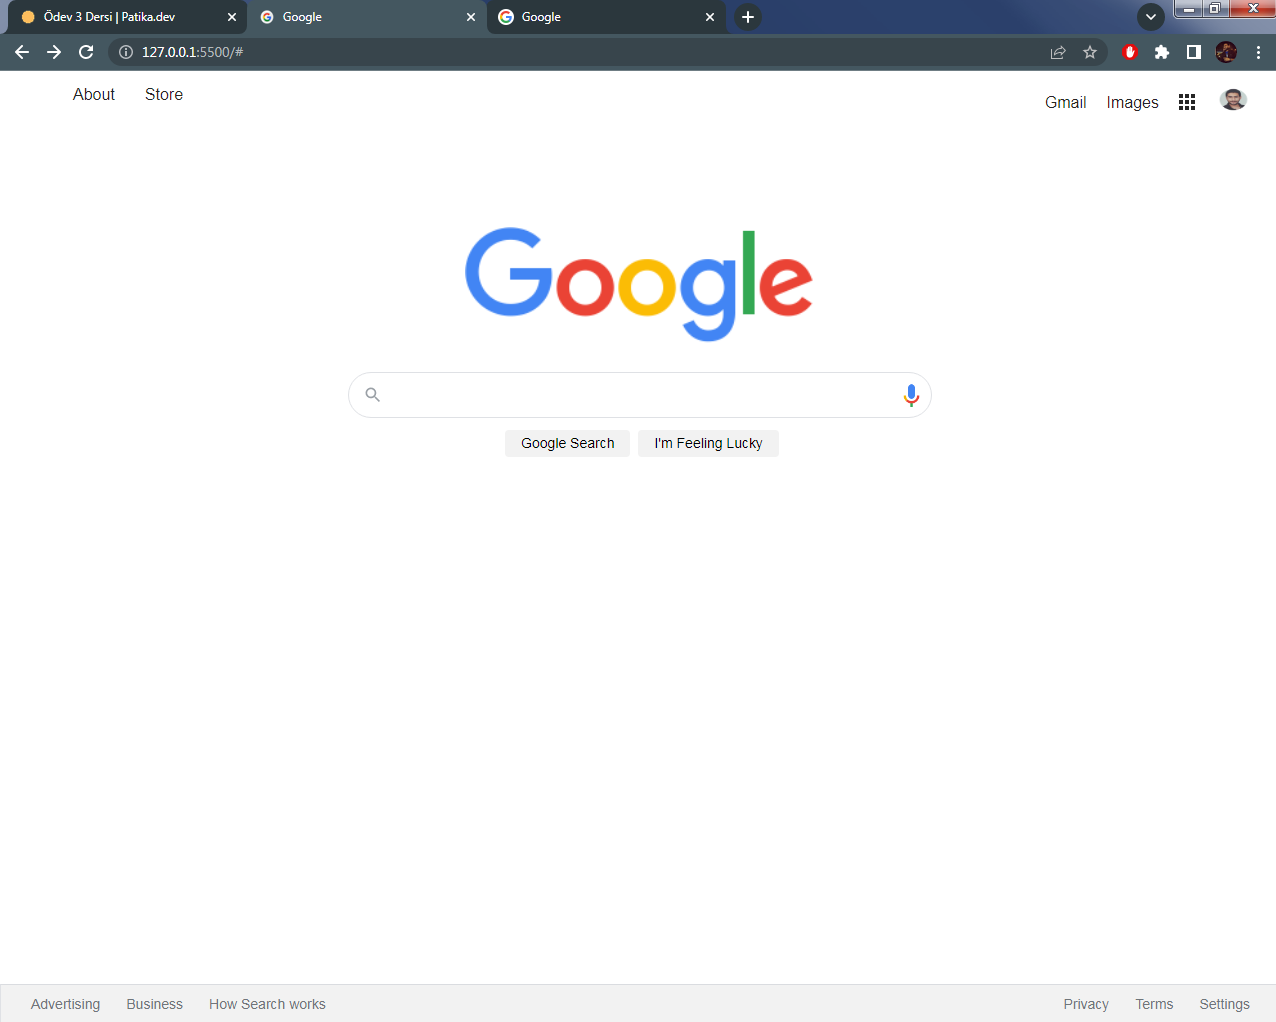 Ödev 3 Dersi | Patika.dev
Google
Google
127.0.0.1:5500/#
About Store
Gmail Images
Google
Google Search I'm Feeling Lucky
Advertising Business How Search works
Privacy Terms Settings